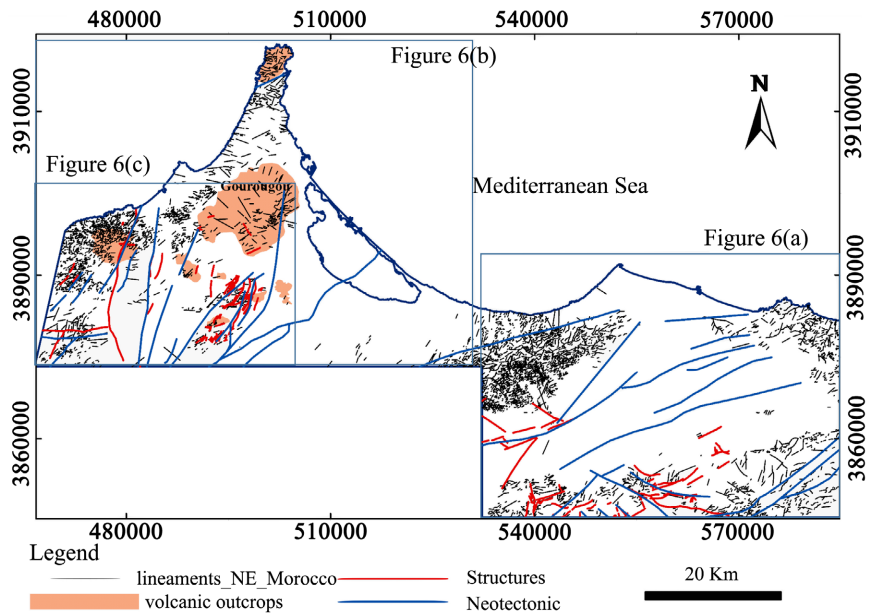 480000 510000 540000 570000
Figure 6(b)
N
3910000 3910000
Figure 6(c)
Gourougou
Mediterranean Sea
Figure 6(a)
3890000 3890000
3860000 3860000
480000 510000 540000 570000
Legend
lineaments_NE_Morocco Structures
volcanic outcrops Neotectonic
20 Km